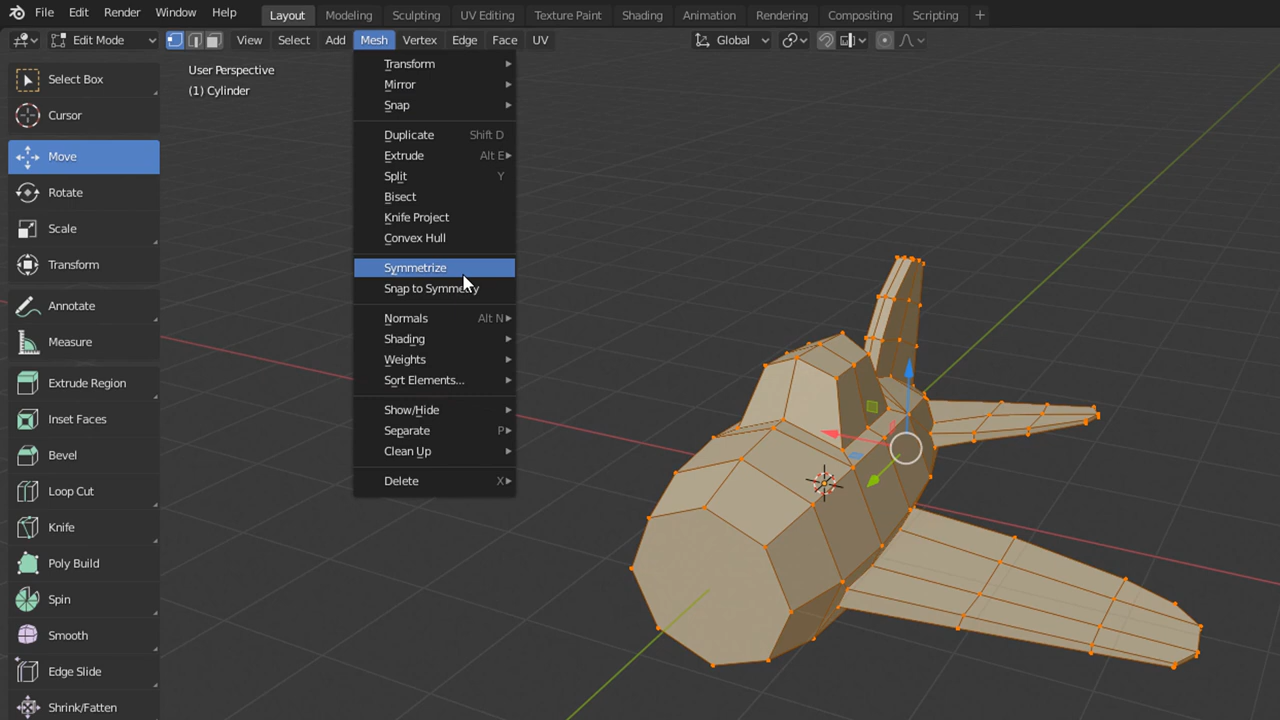 File Edit Render Window Help Layout Modeling Sculpting UV Editing Texture Paint Shading Animation Rendering Compositing Scripting +
Edit Mode View Select Add Mesh Vertex Edge Face UV Global
User Perspective
(1) Cylinder
Select Box
Cursor
Move
Rotate
Scale
Transform
Annotate
Measure
Extrude Region
Inset Faces
Bevel
Loop Cut
Knife
Poly Build
Spin
Smooth
Edge Slide
Shrink/Fatten
Transform
Mirror
Snap
Duplicate Shift D
Extrude Alt E
Split Y
Bisect
Knife Project
Convex Hull
Symmetrize
Snap to Symmetry
Normals Alt N
Shading
Weights
Sort Elements...
Show/Hide
Separate P
Clean Up
Delete X